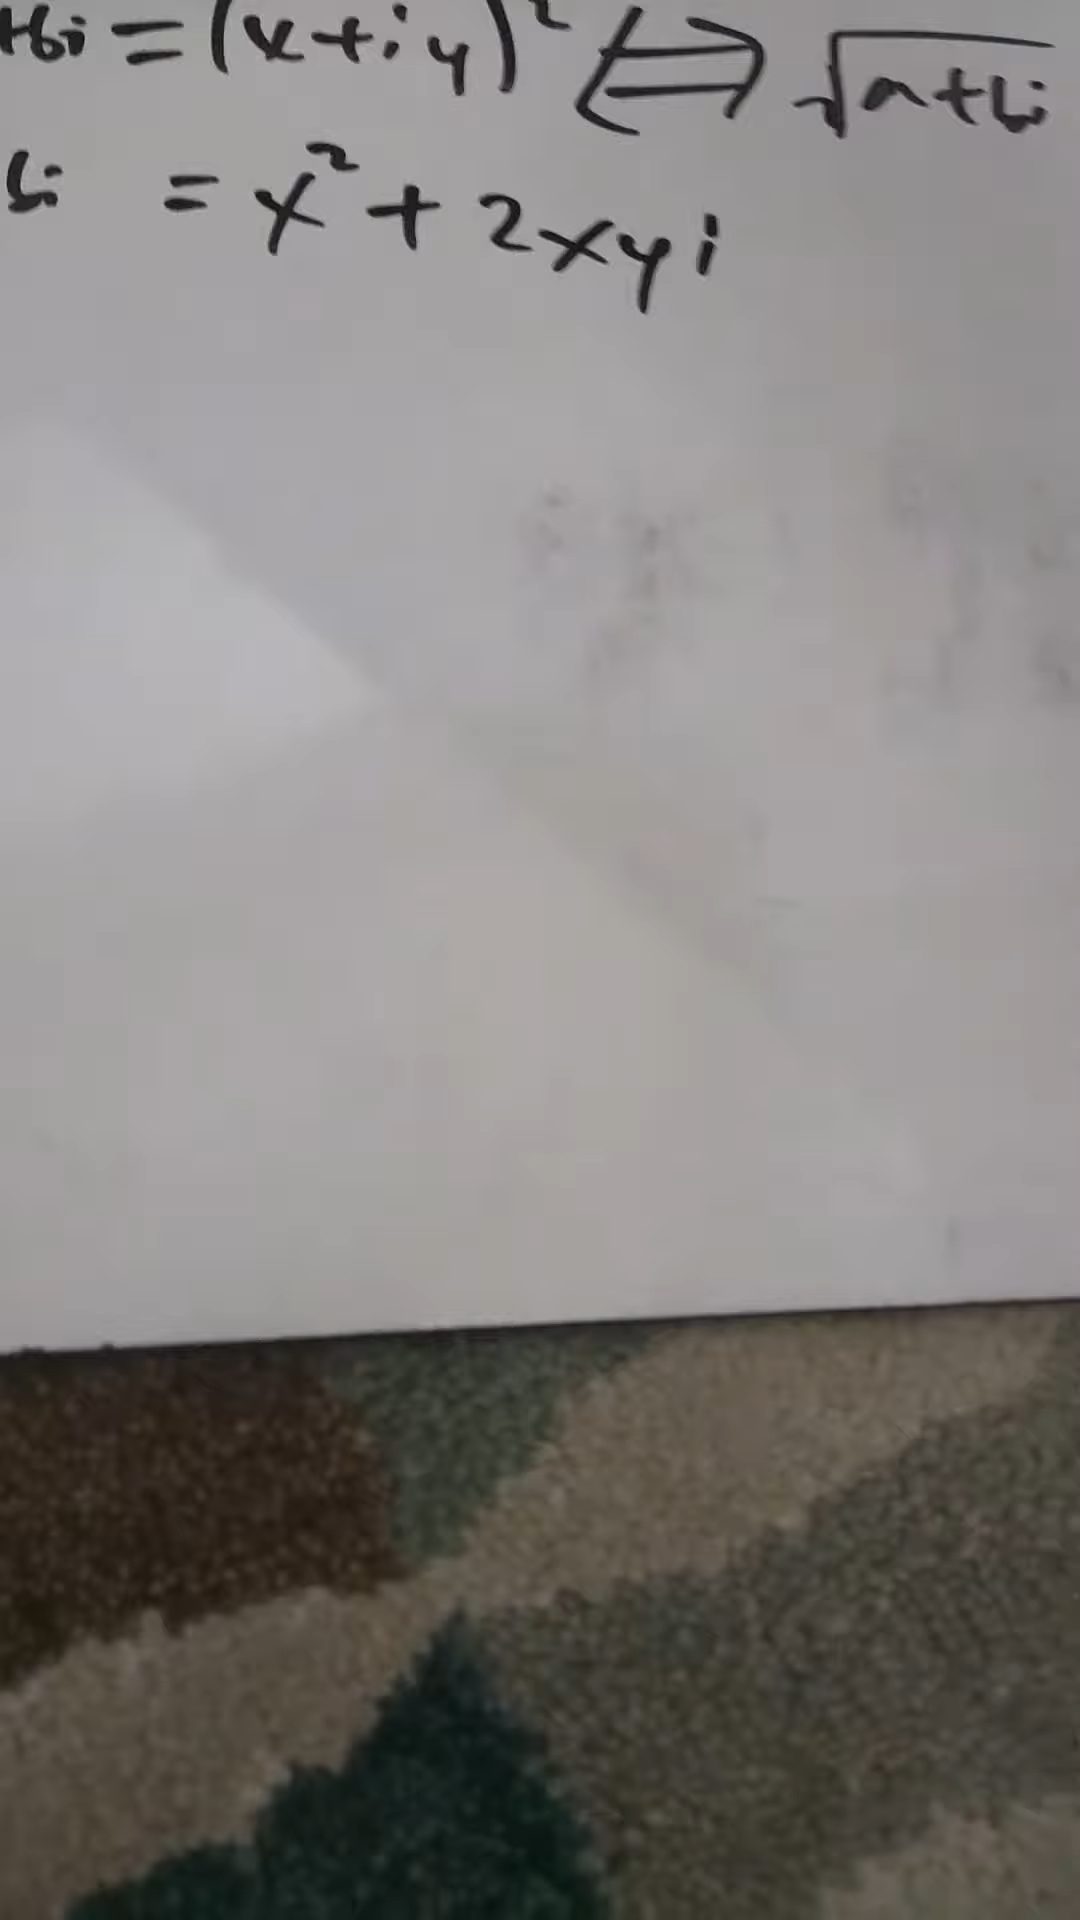 +bi = (x+iy)² ⟺ √a+bi
bi = x² + 2xyi